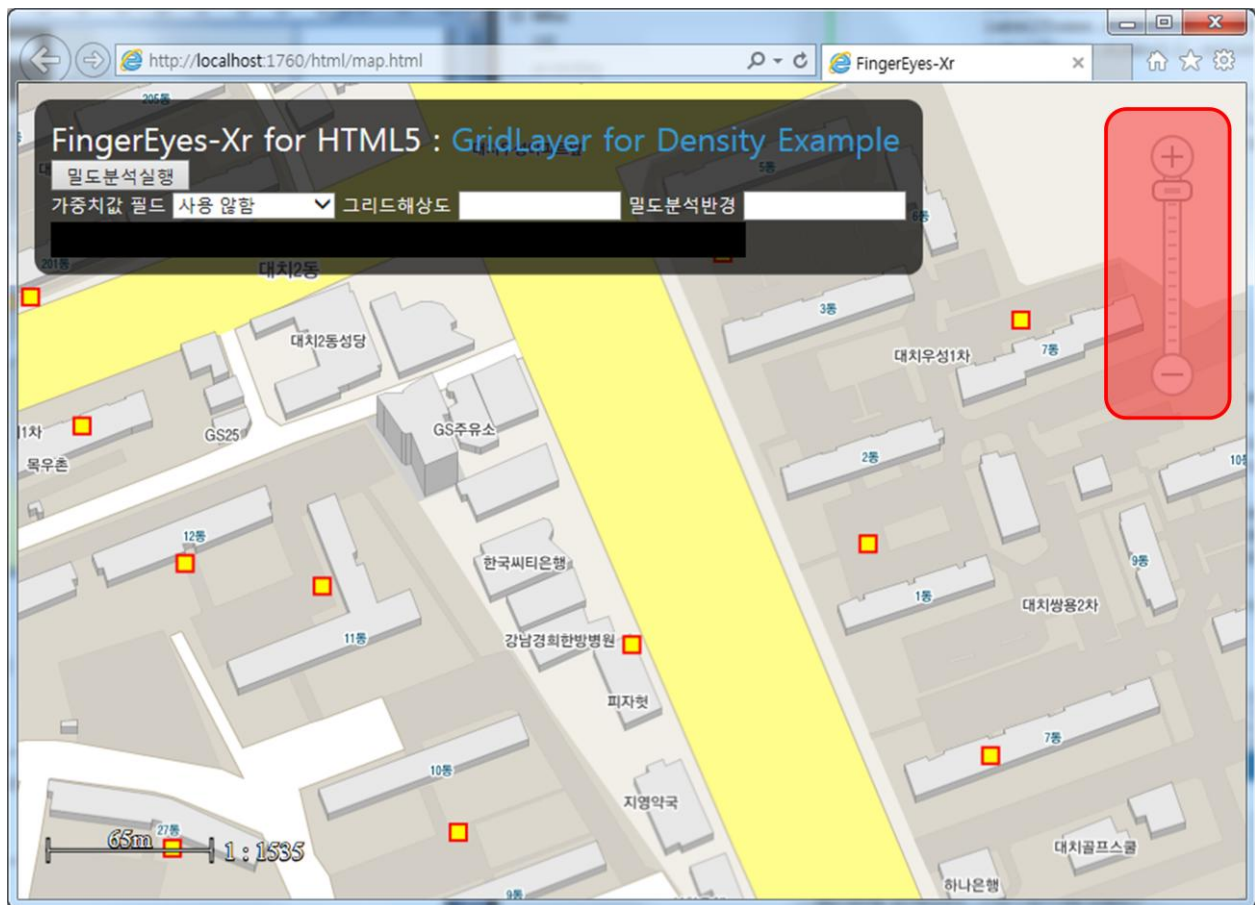 http://localhost:1760/html/map.html
FingerEyes-Xr
FingerEyes-Xr for HTML5 : GridLayer for Density Example
밀도분석실행
가중치값 필드 사용 않함 그리드해상도 밀도분석반경
205동
5동
6동
201동
대치2동
3동
대치2동성당
대치우성1차
7동
GS25
GS주유소
목우촌
2동
12동
한국씨티은행
9동
1동
대치쌍용2차
11동
강남경희한방병원
피자헛
7동
10동
지영약국
27동
65m
1 : 1535
대치골프스쿨
하나은행
9동